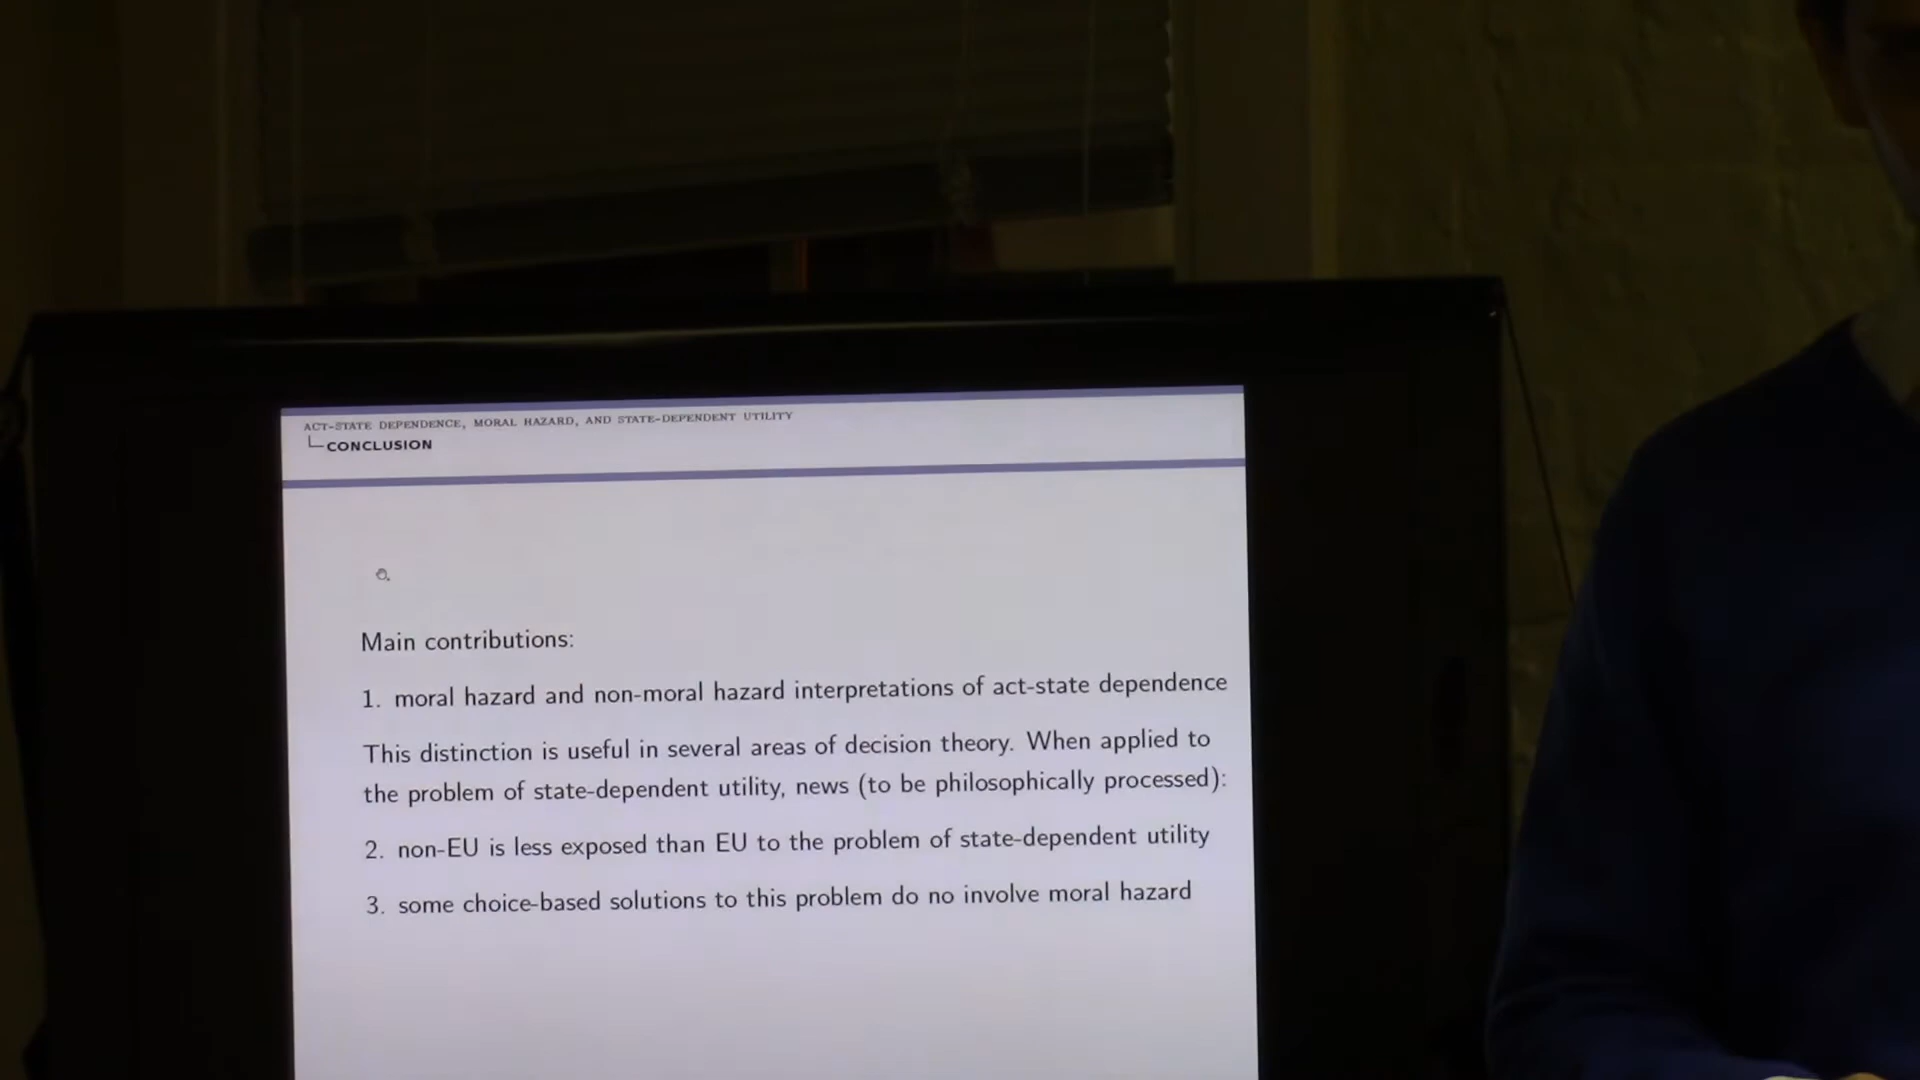 ACT-STATE DEPENDENCE, MORAL HAZARD, AND STATE-DEPENDENT UTILITY
CONCLUSION
Main contributions:
1. moral hazard and non-moral hazard interpretations of act-state dependence
This distinction is useful in several areas of decision theory. When applied to
the problem of state-dependent utility, news (to be philosophically processed):
2. non-EU is less exposed than EU to the problem of state-dependent utility
3. some choice-based solutions to this problem do no involve moral hazard